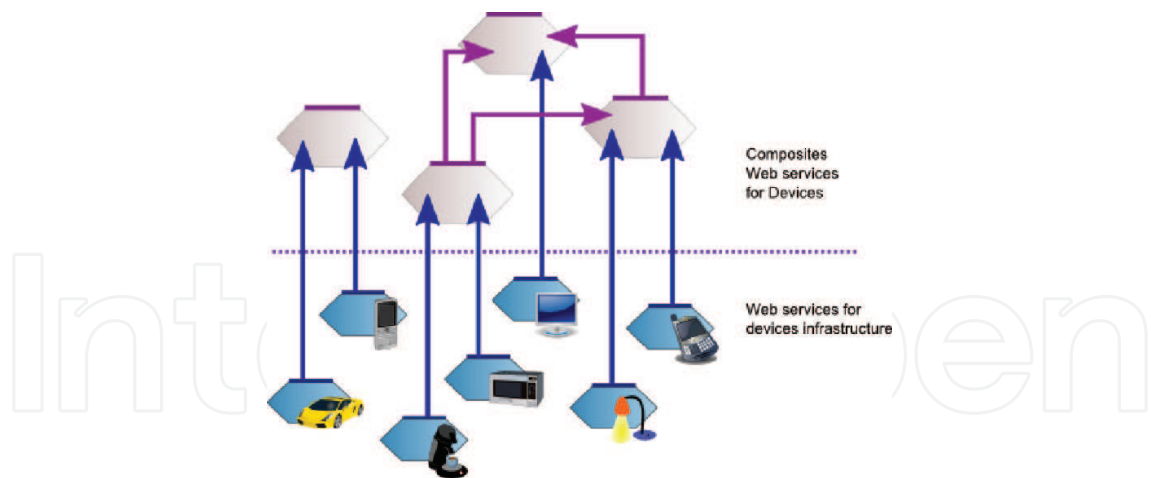 Composites
Web services
for Devices
Web services for
devices infrastructure